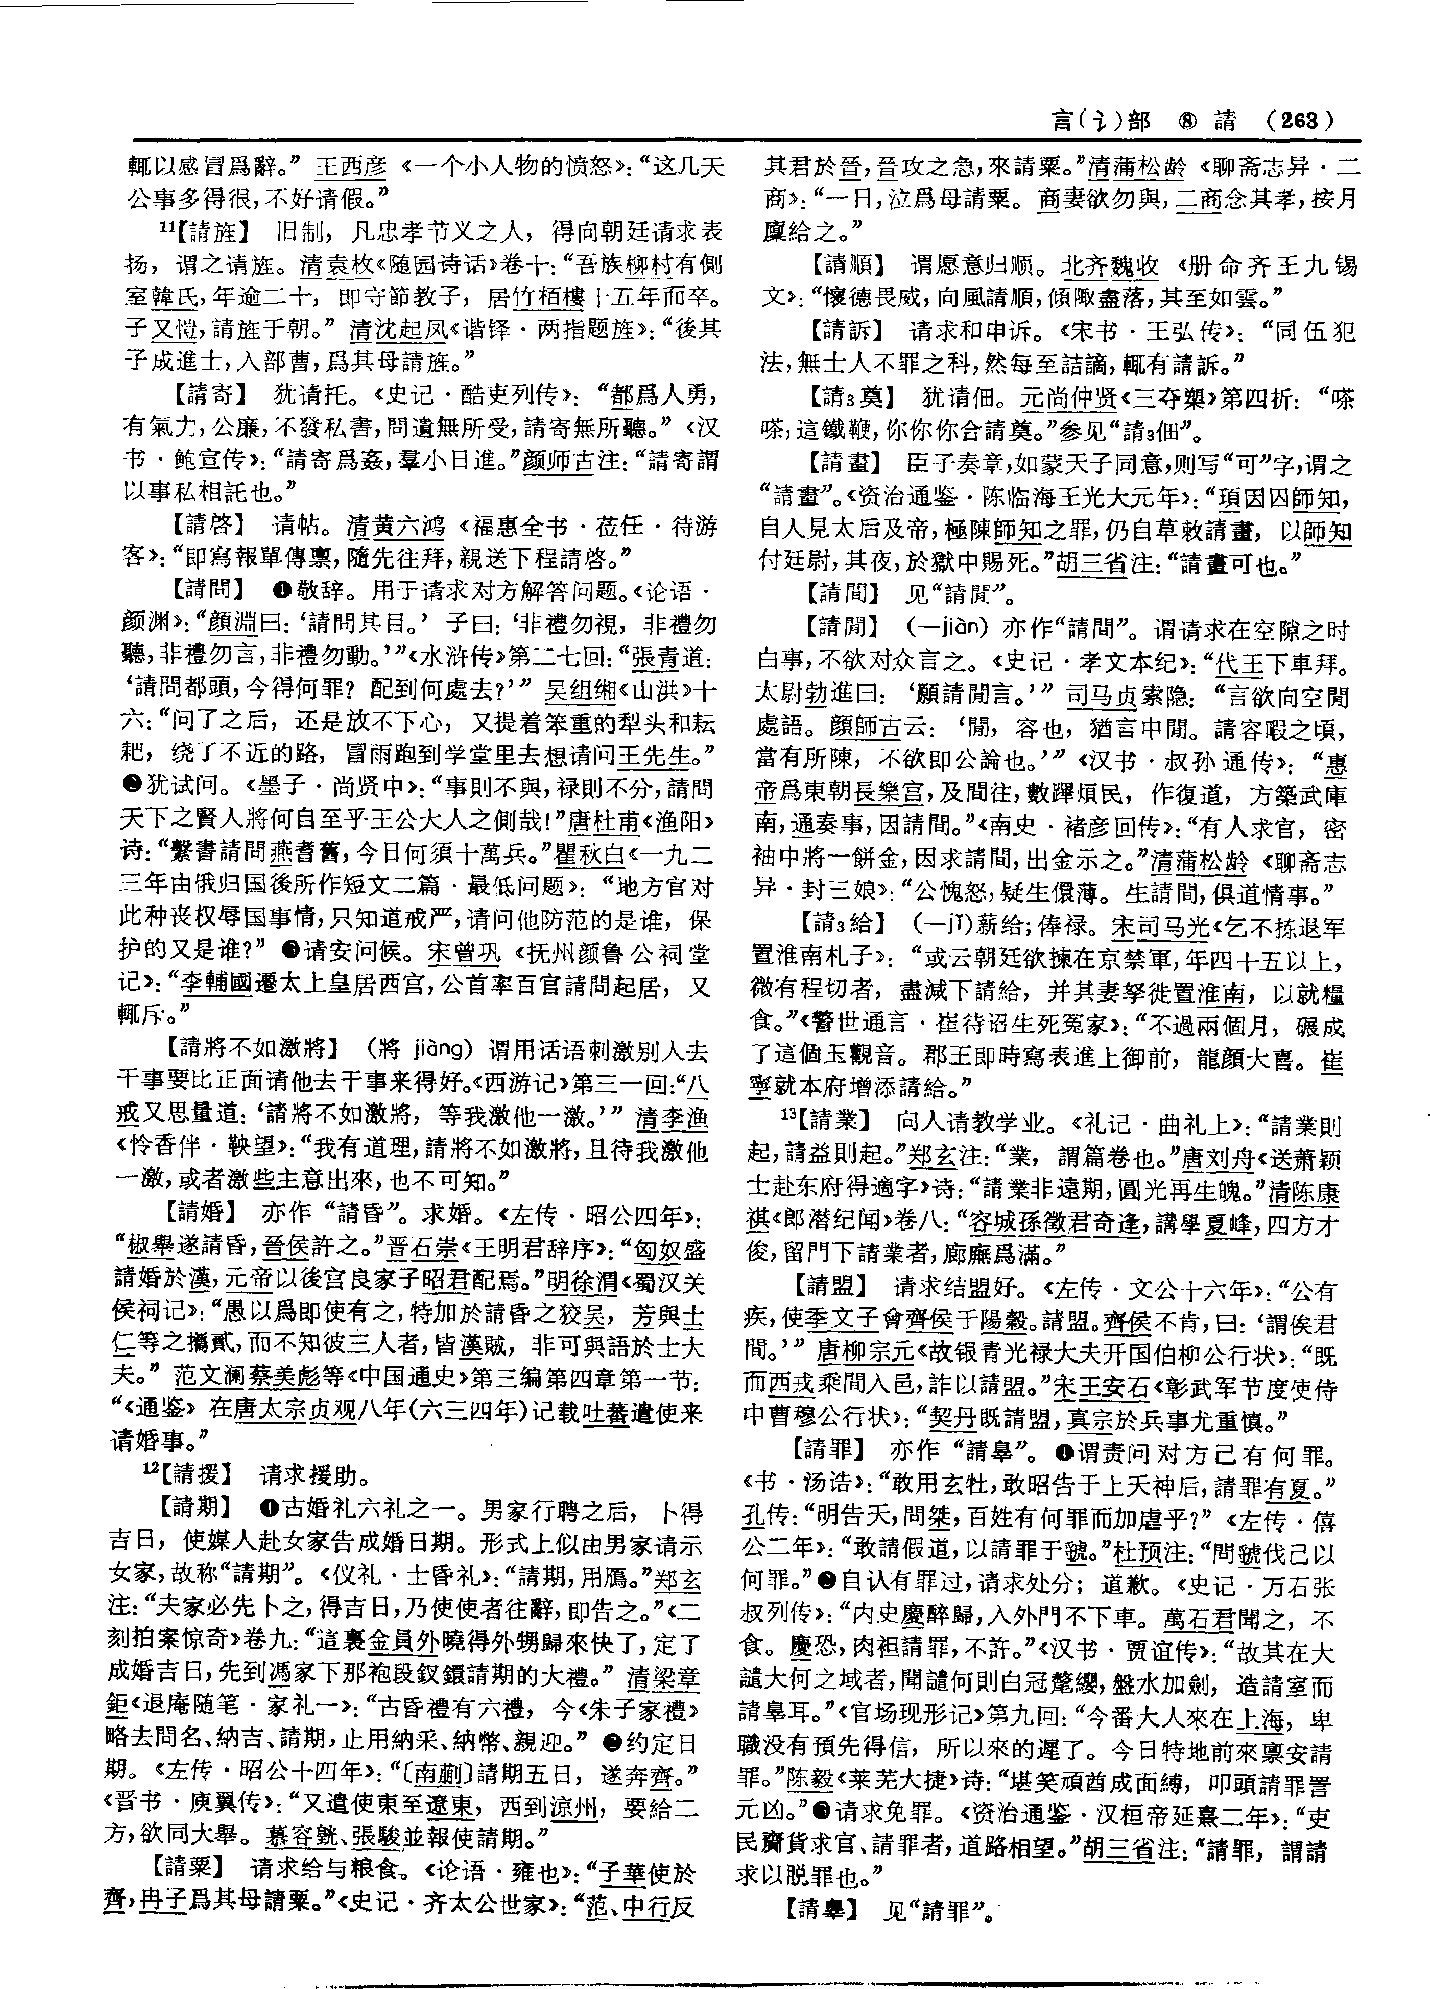 言(讠)部 ⑧ 請 (263)
輒以感冒爲辭。”王西彦《一个小人物的愤怒》：“这几天
公事多得很，不好请假。”
11【請旌】 旧制，凡忠孝节义之人，得向朝廷请求表
扬，谓之请旌。清袁枚《随园诗话》卷十：“吾族柳村有側
室韓氏，年逾二十，即守節教子，居竹栢樓十五年而卒。
子又愷，請旌于朝。”清沈起凤《谐铎·两指题旌》：“後其
子成進士，入部曹，爲其母請旌。”
【請寄】 犹请托。《史记·酷吏列传》：“都爲人勇，
有氣力，公廉，不發私書，問遺無所受，請寄無所聽。”《汉
书·鲍宣传》：“請寄爲姦，羣小日進。”颜师古注：“請寄謂
以事私相託也。”
【請啓】 请帖。清黄六鸿《福惠全书·莅任·待游
客》：“即寫報單傳禀，隨先往拜，親送下程請啓。”
【請問】 ❶敬辞。用于请求对方解答问题。《论语·
颜渊》：“顔淵曰：‘請問其目。’子曰：‘非禮勿視，非禮勿
聽，非禮勿言，非禮勿動。’”《水浒传》第二七回：“張青道：
‘請問都頭，今得何罪？配到何處去？’”吴组缃《山洪》十
六：“问了之后，还是放不下心，又提着笨重的犁头和耘
耙，绕了不近的路，冒雨跑到学堂里去想请问王先生。”
❷犹试问。《墨子·尚贤中》：“事則不與，禄則不分，請問
天下之賢人將何自至乎王公大人之側哉！”唐杜甫《渔阳》
诗：“繫書請問燕耆舊，今日何須十萬兵。”瞿秋白《一九二
三年由俄归国後所作短文二篇·最低问题》：“地方官对
此种丧权辱国事情，只知道戒严，请问他防范的是谁，保
护的又是谁？”❸请安问候。宋曾巩《抚州颜鲁公祠堂
记》：“李輔國遷太上皇居西宫，公首率百官請問起居，又
輒斥。”
【請將不如激將】 （將 jiàng）谓用话语刺激别人去
干事要比正面请他去干事来得好。《西游记》第三一回：“八
戒又思量道：‘請將不如激將，等我激他一激。’”清李渔
《怜香伴·鞅望》：“我有道理，請將不如激將，且待我激他
一激，或者激些主意出來，也不可知。”
【請婚】 亦作“請昏”。求婚。《左传·昭公四年》：
“椒舉遂請昏，晉侯許之。”晋石崇《王明君辞序》：“匈奴盛
請婚於漢，元帝以後宫良家子昭君配焉。”明徐渭《蜀汉关
侯祠记》：“愚以爲即使有之，特加於請昏之狡吴，芳與士
仁等之攜貳，而不知彼三人者，皆漢賊，非可與語於士大
夫。”范文澜蔡美彪等《中国通史》第三编第四章第一节：
“《通鉴》在唐太宗贞观八年（六三四年）记载吐蕃遣使来
请婚事。”
12【請援】 请求援助。
【請期】 ❶古婚礼六礼之一。男家行聘之后，卜得
吉日，使媒人赴女家告成婚日期。形式上似由男家请示
女家，故称“請期”。《仪礼·士昏礼》：“請期，用鴈。”郑玄
注：“夫家必先卜之，得吉日，乃使使者往辭，即告之。”《二
刻拍案惊奇》卷九：“這裏金員外曉得外甥歸來快了，定了
成婚吉日，先到馮家下那袍段釵鐶請期的大禮。”清梁章
鉅《退庵随笔·家礼一》：“古昏禮有六禮，今《朱子家禮》
略去問名、納吉、請期，止用納采、納幣、親迎。”❷约定日
期。《左传·昭公十四年》：“〔南蒯〕請期五日，遂奔齊。”
《晋书·庾翼传》：“又遣使東至遼東，西到涼州，要給二
方，欲同大舉。慕容皝、張駿並報使請期。”
【請粟】 请求给与粮食。《论语·雍也》：“子華使於
齊，冉子爲其母請粟。”《史记·齐太公世家》：“范、中行反
其君於晉，晉攻之急，來請粟。”清蒲松龄《聊斋志异·二
商》：“一日，泣爲母請粟。商妻欲勿與，二商念其孝，按月
廩給之。”
【請順】 谓愿意归顺。北齐魏收《册命齐王九锡
文》：“懷德畏威，向風請順，傾陬盡落，其至如雲。”
【請訴】 请求和申诉。《宋书·王弘传》：“同伍犯
法，無士人不罪之科，然每至詰謫，輒有請訴。”
【請3奠】 犹请佃。元尚仲贤《三夺槊》第四折：“嗏
嗏，這鐵鞭，你你你合請奠。”参见“請3佃”。
【請畫】 臣子奏章，如蒙天子同意，则写“可”字，谓之
“請畫”。《资治通鉴·陈临海王光大元年》：“頊因囚師知，
自入見太后及帝，極陳師知之罪，仍自草敕請畫，以師知
付廷尉，其夜，於獄中賜死。”胡三省注：“請畫可也。”
【請間】 见“請閒”。
【請閒】 （－jiàn）亦作“請間”。谓请求在空隙之时
白事，不欲对众言之。《史记·孝文本纪》：“代王下車拜。
太尉勃進曰：‘願請閒言。’”司马贞索隐：“言欲向空閒
處語。顔師古云：‘閒，容也，猶言中閒。請容暇之頃，
當有所陳，不欲即公論也。’”《汉书·叔孙通传》：“惠
帝爲東朝長樂宫，及間往，數蹕煩民，作復道，方築武庫
南，通奏事，因請間。”《南史·褚彦回传》：“有人求官，密
袖中將一餅金，因求請間，出金示之。”清蒲松龄《聊斋志
异·封三娘》：“公愧怒，疑生儇薄。生請間，俱道情事。”
【請3給】 （－jǐ）薪给；俸禄。宋司马光《乞不拣退军
置淮南札子》：“或云朝廷欲揀在京禁軍，年四十五以上，
微有程切者，盡減下請給，并其妻孥徙置淮南，以就糧
食。”《警世通言·崔待诏生死冤家》：“不過兩個月，碾成
了這個玉觀音。郡王即時寫表進上御前，龍顔大喜。崔
寧就本府增添請給。”
13【請業】 向人请教学业。《礼记·曲礼上》：“請業則
起，請益則起。”郑玄注：“業，謂篇卷也。”唐刘舟《送萧颖
士赴东府得適字》诗：“請業非遠期，圓光再生魄。”清陈康
祺《郎潜纪闻》卷八：“容城孫徵君奇逢，講學夏峰，四方才
俊，留門下請業者，廊廡爲滿。”
【請盟】 请求结盟好。《左传·文公十六年》：“公有
疾，使季文子會齊侯于陽穀。請盟。齊侯不肯，曰：‘請俟君
間。’”唐柳宗元《故银青光禄大夫开国伯柳公行状》：“既
而西戎乘間入邑，詐以請盟。”宋王安石《彰武军节度使侍
中曹穆公行状》：“契丹既請盟，真宗於兵事尤重慎。”
【請罪】 亦作“請辠”。❶谓责问对方己有何罪。
《书·汤诰》：“敢用玄牡，敢昭告于上天神后，請罪有夏。”
孔传：“明告天，問桀，百姓有何罪而加虐乎？”《左传·僖
公二年》：“敢請假道，以請罪于虢。”杜预注：“問虢伐己以
何罪。”❷自认有罪过，请求处分；道歉。《史记·万石张
叔列传》：“内史慶醉歸，入外門不下車。萬石君聞之，不
食。慶恐，肉袒請罪，不許。”《汉书·贾谊传》：“故其在大
譴大何之域者，聞譴何則白冠氂纓，盤水加劍，造請室而
請辠耳。”《官场现形记》第九回：“今番大人來在上海，卑
職没有預先得信，所以來的遲了。今日特地前來稟安請
罪。”陈毅《莱芜大捷》诗：“堪笑頑酋成面縛，叩頭請罪詈
元凶。”❸请求免罪。《资治通鉴·汉桓帝延熹二年》：“吏
民齎貨求官、請罪者，道路相望。”胡三省注：“請罪，謂請
求以脱罪也。”
【請辠】 见“請罪”。